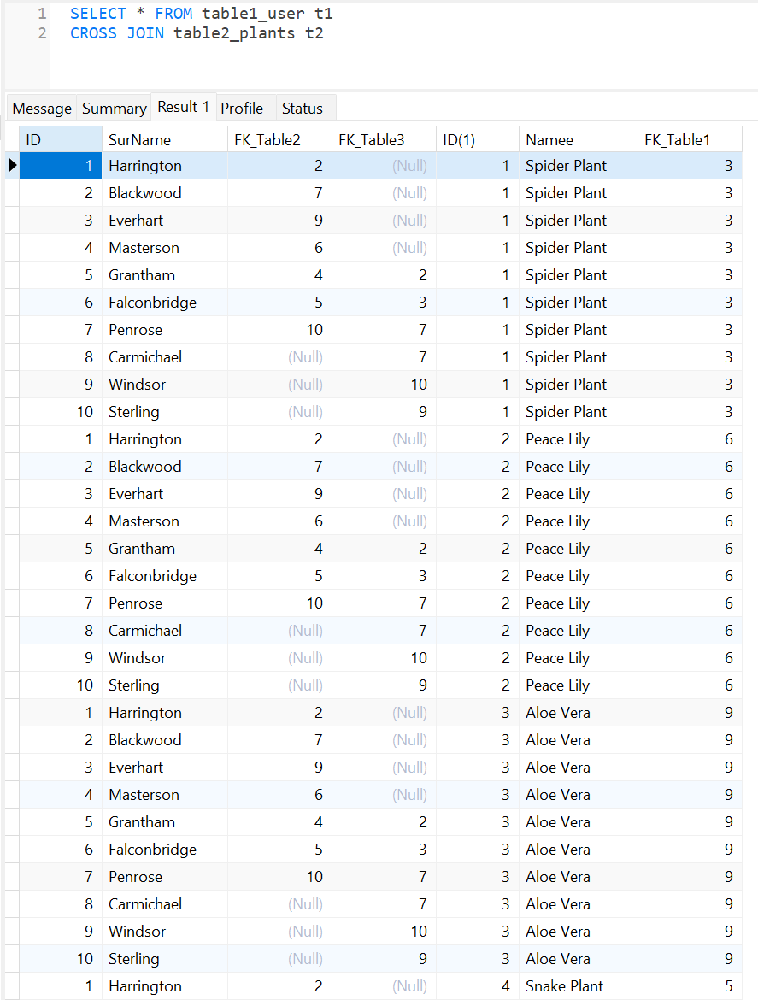 1 SELECT * FROM table1_user t1
2 CROSS JOIN table2_plants t2
Message Summary Result 1 Profile Status
ID SurName FK_Table2 FK_Table3 ID(1) Namee FK_Table1
1 Harrington 2 (Null) 1 Spider Plant 3
2 Blackwood 7 (Null) 1 Spider Plant 3
3 Everhart 9 (Null) 1 Spider Plant 3
4 Masterson 6 (Null) 1 Spider Plant 3
5 Grantham 4 2 1 Spider Plant 3
6 Falconbridge 5 3 1 Spider Plant 3
7 Penrose 10 7 1 Spider Plant 3
8 Carmichael (Null) 7 1 Spider Plant 3
9 Windsor (Null) 10 1 Spider Plant 3
10 Sterling (Null) 9 1 Spider Plant 3
1 Harrington 2 (Null) 2 Peace Lily 6
2 Blackwood 7 (Null) 2 Peace Lily 6
3 Everhart 9 (Null) 2 Peace Lily 6
4 Masterson 6 (Null) 2 Peace Lily 6
5 Grantham 4 2 2 Peace Lily 6
6 Falconbridge 5 3 2 Peace Lily 6
7 Penrose 10 7 2 Peace Lily 6
8 Carmichael (Null) 7 2 Peace Lily 6
9 Windsor (Null) 10 2 Peace Lily 6
10 Sterling (Null) 9 2 Peace Lily 6
1 Harrington 2 (Null) 3 Aloe Vera 9
2 Blackwood 7 (Null) 3 Aloe Vera 9
3 Everhart 9 (Null) 3 Aloe Vera 9
4 Masterson 6 (Null) 3 Aloe Vera 9
5 Grantham 4 2 3 Aloe Vera 9
6 Falconbridge 5 3 3 Aloe Vera 9
7 Penrose 10 7 3 Aloe Vera 9
8 Carmichael (Null) 7 3 Aloe Vera 9
9 Windsor (Null) 10 3 Aloe Vera 9
10 Sterling (Null) 9 3 Aloe Vera 9
1 Harrington 2 (Null) 4 Snake Plant 5